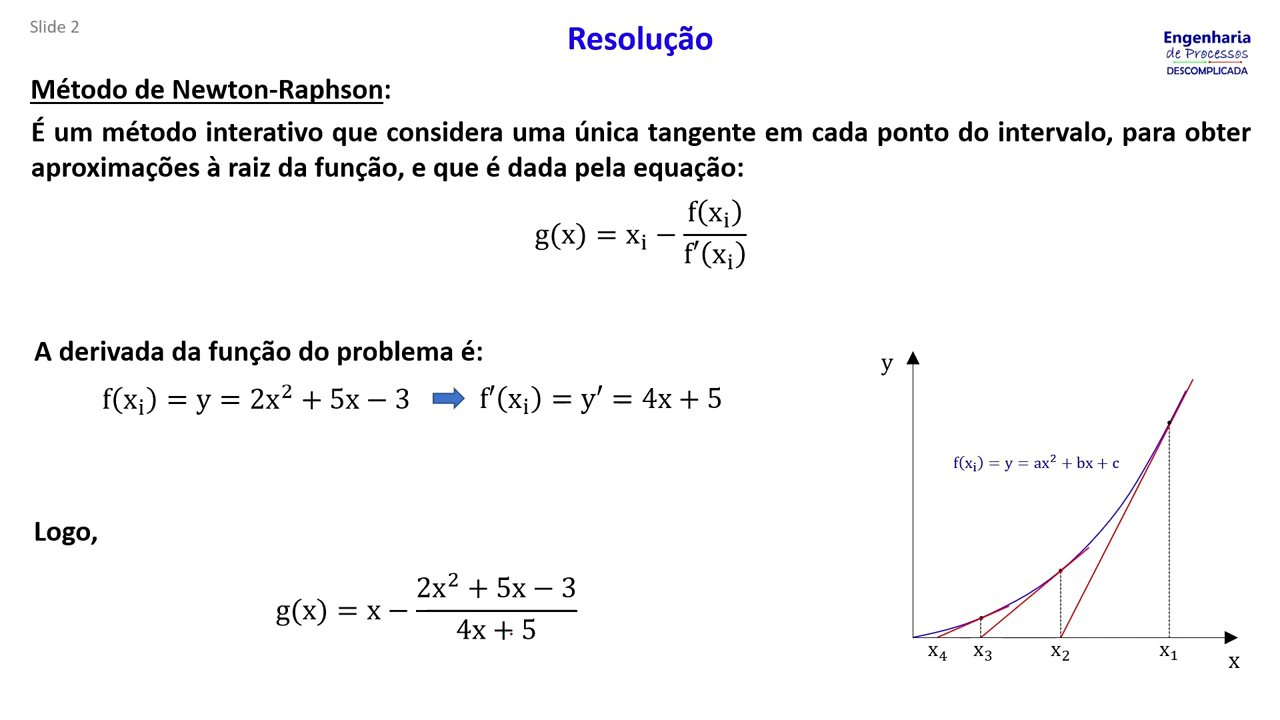 Slide 2
Resolução
Engenharia
de Processos
DESCOMPLICADA
Método de Newton-Raphson:
É um método interativo que considera uma única tangente em cada ponto do intervalo, para obter
aproximações à raiz da função, e que é dada pela equação:
g(x) = xᵢ − f(xᵢ)/f′(xᵢ)
A derivada da função do problema é:
f(xᵢ) = y = 2x² + 5x − 3 ➡ f′(xᵢ) = y′ = 4x + 5
y
f(xᵢ) = y = ax² + bx + c
Logo,
g(x) = x − (2x² + 5x − 3)/(4x + 5)
x₄ x₃ x₂ x₁
x